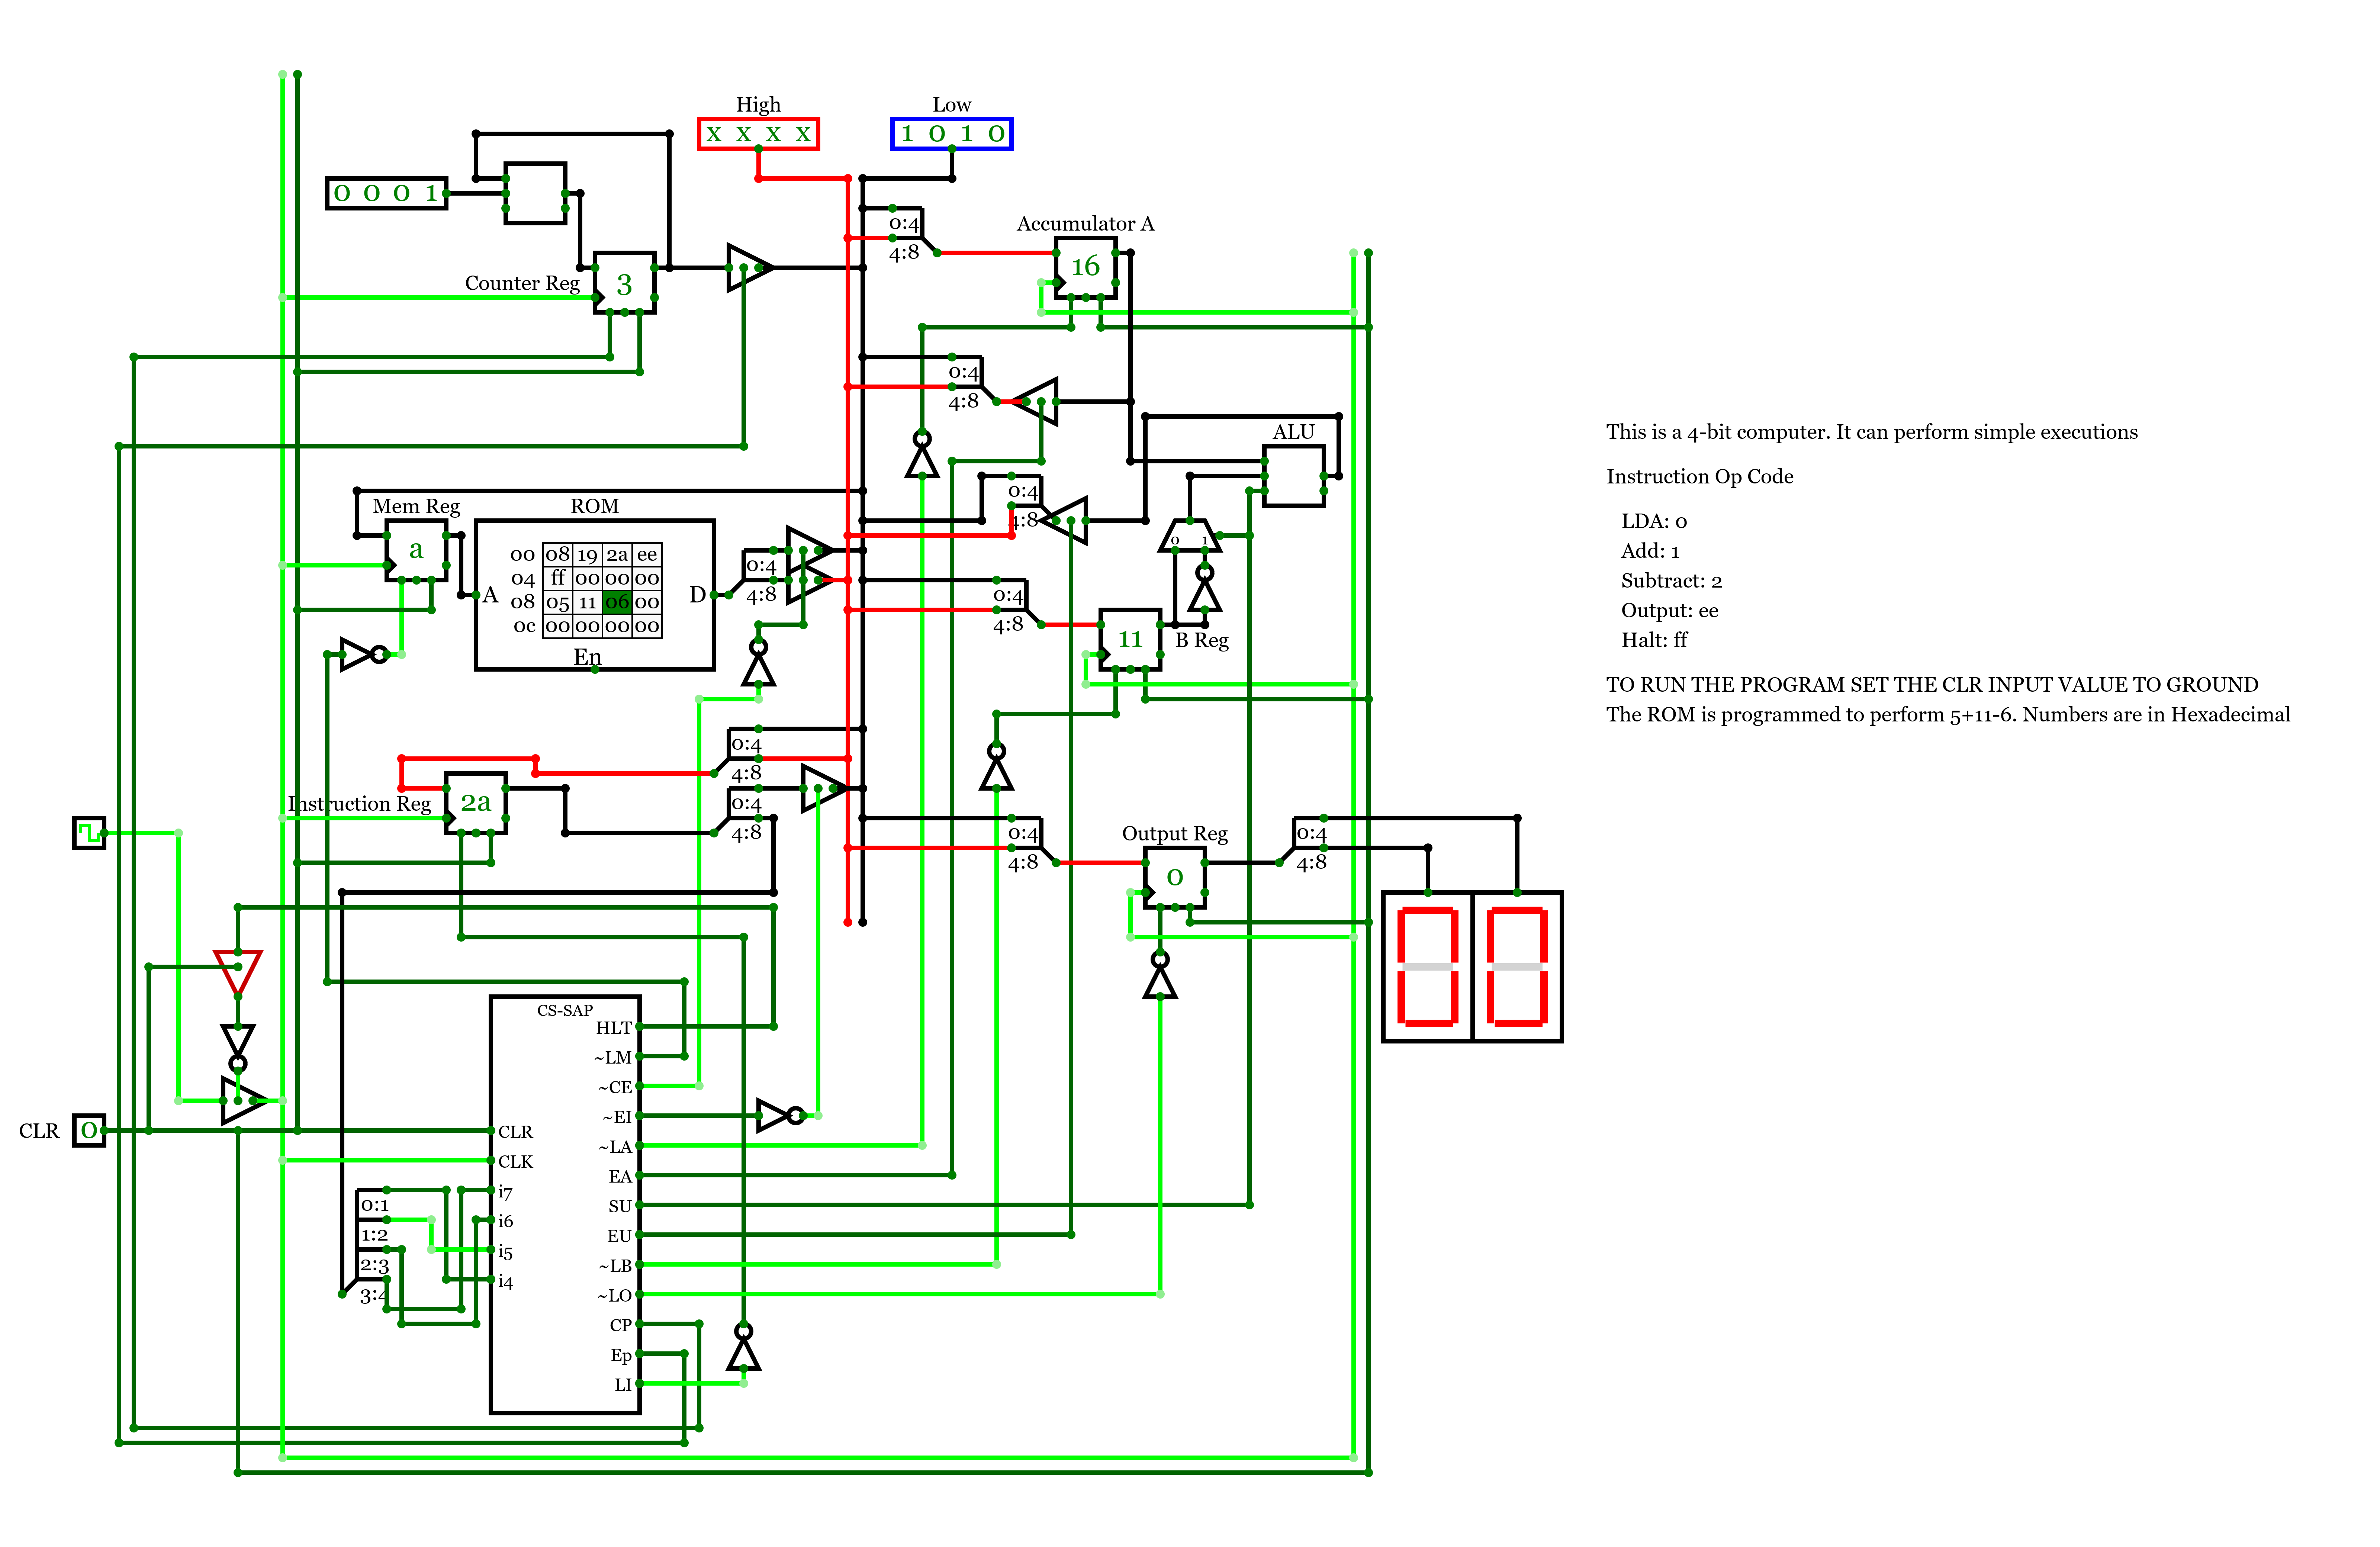 High
Low
x x x x
1 0 1 0
0 0 0 1
0:4
4:8
Accumulator A
16
Counter Reg
3
0:4
4:8
This is a 4-bit computer. It can perform simple executions
ALU
Instruction Op Code
Mem Reg
ROM
0:4
4:8
LDA: 0
a
0 1
Add: 1
00 08 19 2a ee
04 ff 00 00 00
08 05 11 06 00
0c 00 00 00 00
A
D
En
0:4
4:8
0:4
4:8
Subtract: 2
Output: ee
11
B Reg
Halt: ff
TO RUN THE PROGRAM SET THE CLR INPUT VALUE TO GROUND
The ROM is programmed to perform 5+11-6. Numbers are in Hexadecimal
0:4
4:8
Instruction Reg
2a
0:4
4:8
0:4
4:8
Output Reg
0
0:4
4:8
00
CS-SAP
HLT
~LM
~CE
~EI
CLR
0
CLR
~LA
CLK
EA
i7
SU
0:1
i6
EU
1:2
i5
~LB
2:3
i4
~LO
3:4
CP
Ep
LI